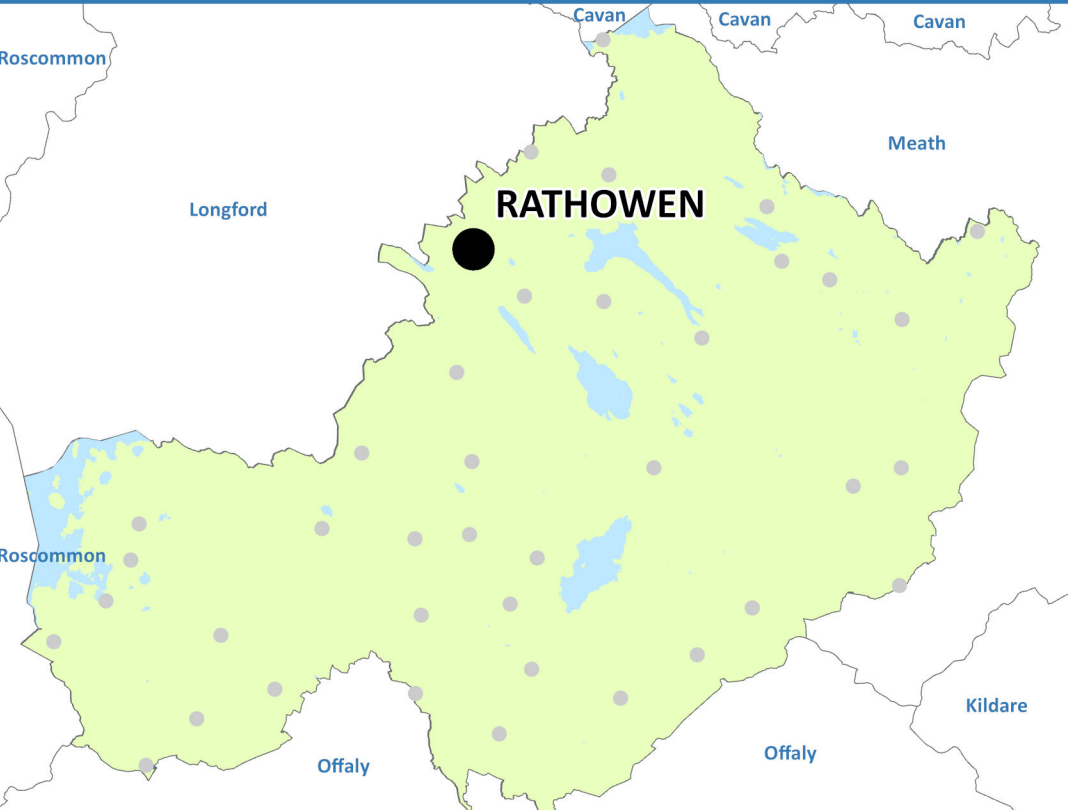 Cavan
Cavan
Cavan
Roscommon
Meath
RATHOWEN
Longford
Roscommon
Kildare
Offaly
Offaly